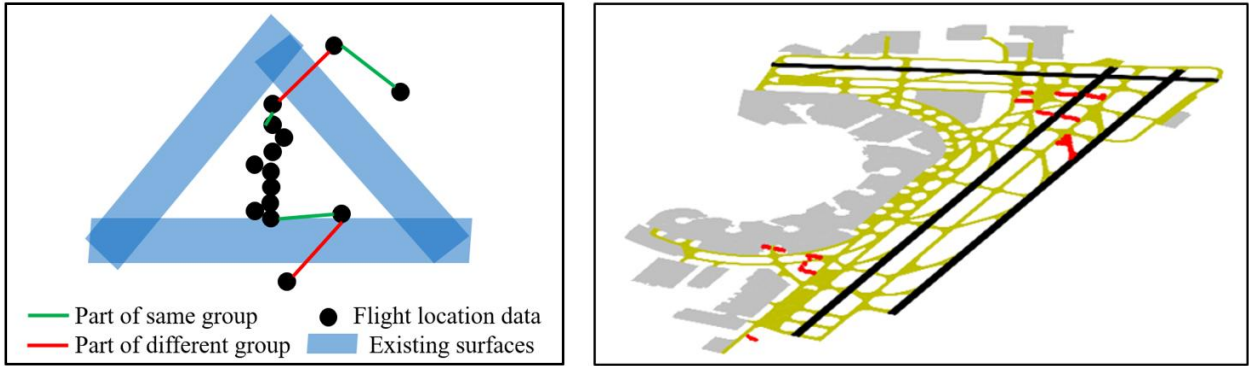 Part of same group
Flight location data
Part of different group
Existing surfaces